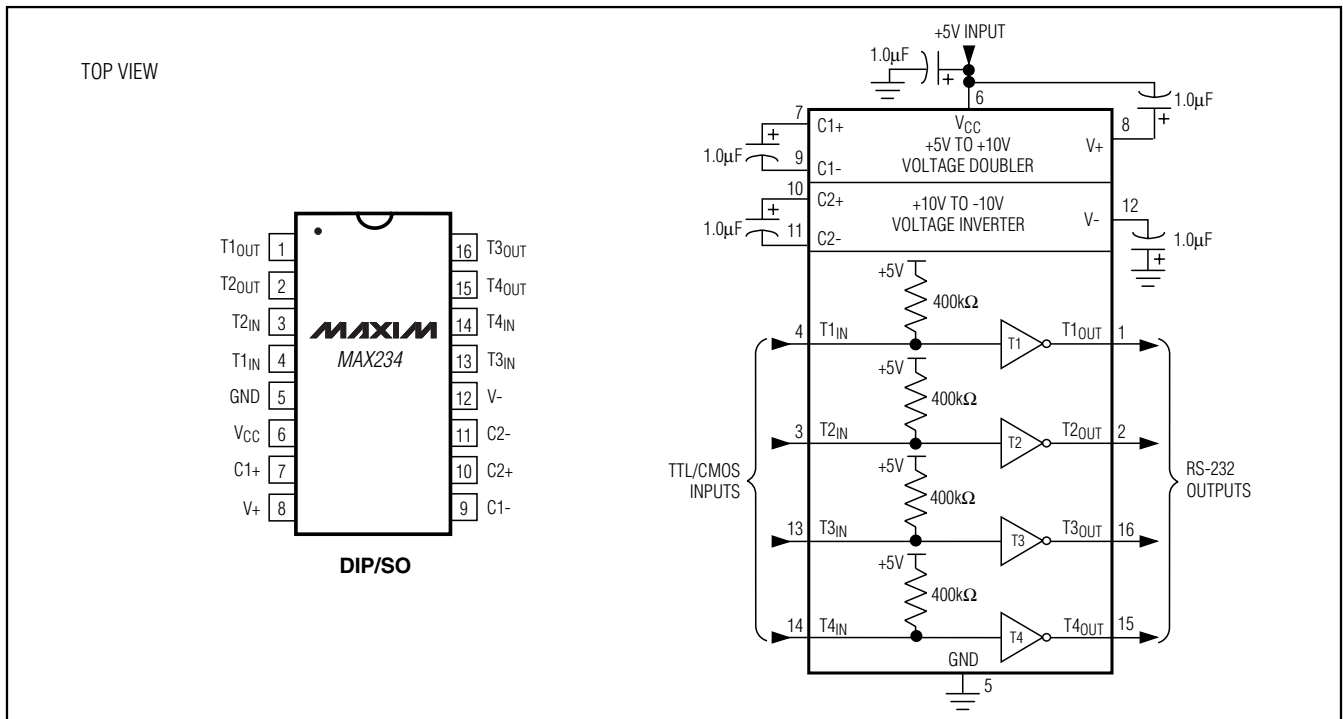 TOP VIEW
T1OUT 1
T2OUT 2
T2IN 3
T1IN 4
GND 5
VCC 6
C1+ 7
V+ 8
16 T3OUT
15 T4OUT
14 T4IN
13 T3IN
12 V-
11 C2-
10 C2+
9 C1-
MAXIM
MAX234
DIP/SO
+5V INPUT
1.0μF
+
6
1.0μF
+
7 C1+
VCC
+5V TO +10V
VOLTAGE DOUBLER
V+ 8
1.0μF
+
9 C1-
10 C2+
+10V TO -10V
VOLTAGE INVERTER
V- 12
1.0μF
+
11 C2-
1.0μF
+
+5V
400kΩ
4 T1IN T1 T1OUT 1
+5V
400kΩ
3 T2IN T2 T2OUT 2
TTL/CMOS
INPUTS
RS-232
OUTPUTS
+5V
400kΩ
13 T3IN T3 T3OUT 16
+5V
400kΩ
14 T4IN T4 T4OUT 15
GND
5